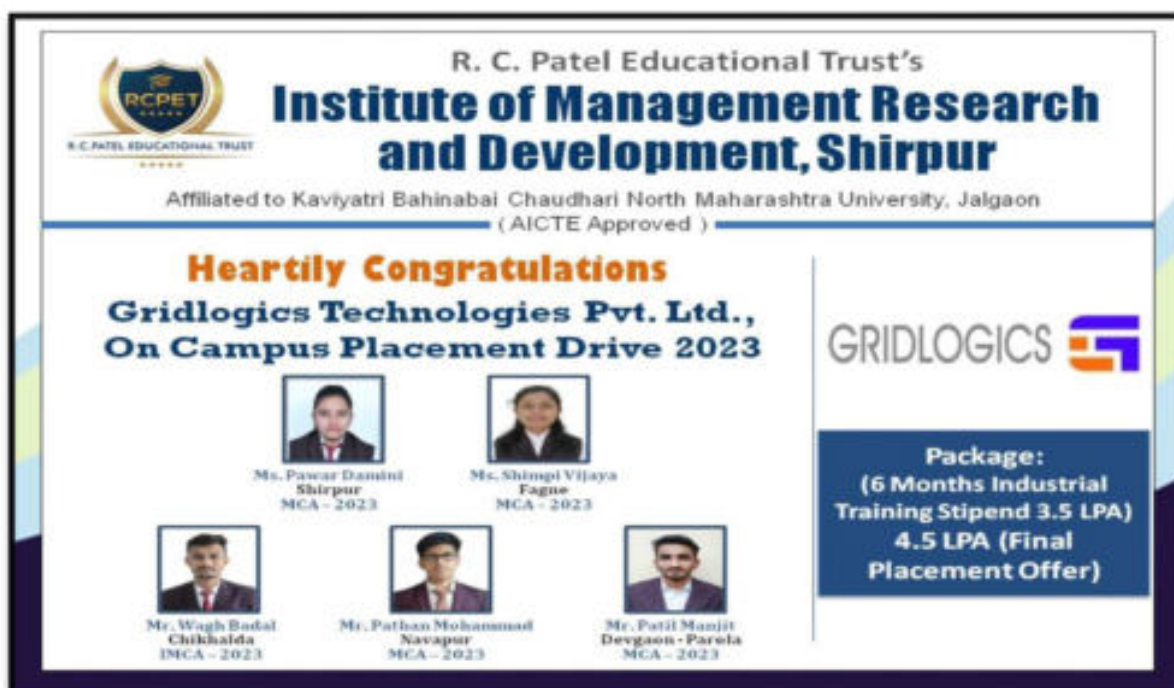 R. C. Patel Educational Trust's
RCPET
R. C. PATEL EDUCATIONAL TRUST
Institute of Management Research
and Development, Shirpur
Affiliated to Kaviyatri Bahinabai Chaudhari North Maharashtra University, Jalgaon
( AICTE Approved )
Heartily Congratulations
Gridlogics Technologies Pvt. Ltd.,
On Campus Placement Drive 2023
GRIDLOGICS
Ms. Pawar Damini
Shirpur
MCA – 2023
Ms. Shimpi Vijaya
Fagne
MCA – 2023
Mr. Wagh Badal
Chikhalda
IMCA – 2023
Mr. Pathan Mohammad
Navapur
MCA – 2023
Mr. Patil Manjit
Devgaon - Parola
MCA – 2023
Package:
(6 Months Industrial
Training Stipend 3.5 LPA)
4.5 LPA (Final
Placement Offer)